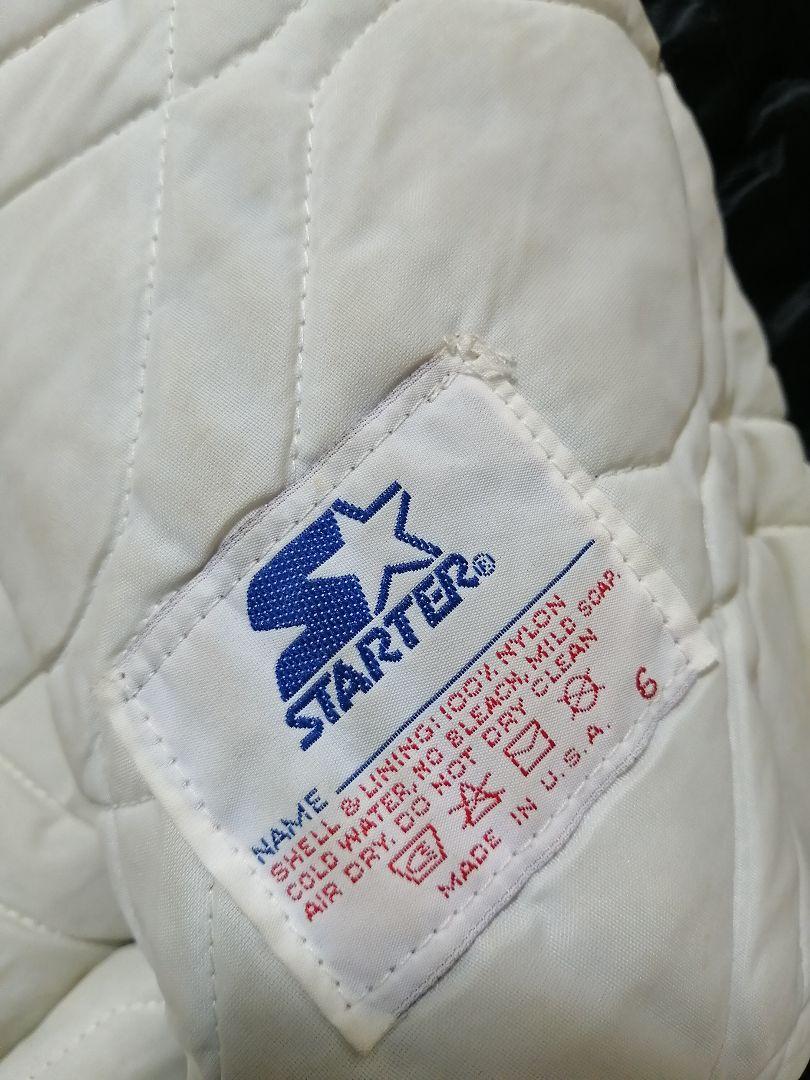 STARTER®
NAME
SHELL & LINING: 100% NYLON
COLD WATER, NO BLEACH, MILD SOAP.
AIR DRY. DO NOT DRY CLEAN
MADE IN U.S.A. 6